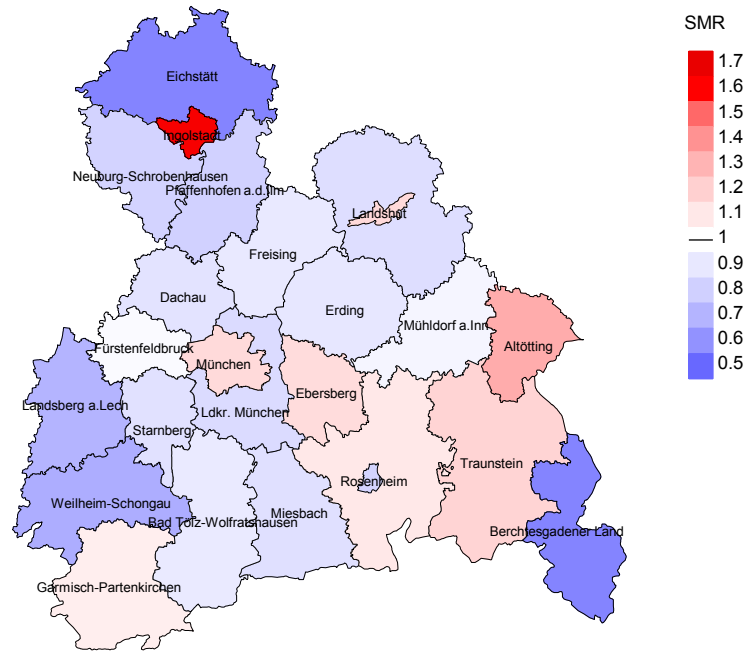 SMR
1.7
1.6
1.5
1.4
1.3
1.2
1.1
1
0.9
0.8
0.7
0.6
0.5
Eichstätt
Ingolstadt
Neuburg-Schrobenhausen
Pfaffenhofen a.d.Ilm
Landshut
Freising
Dachau
Erding
Mühldorf a.Inn
Altötting
Fürstenfeldbruck
München
Ebersberg
Landsberg a.Lech
Ldkr. München
Starnberg
Traunstein
Rosenheim
Weilheim-Schongau
Miesbach
Bad Tölz-Wolfratshausen
Berchtesgadener Land
Garmisch-Partenkirchen